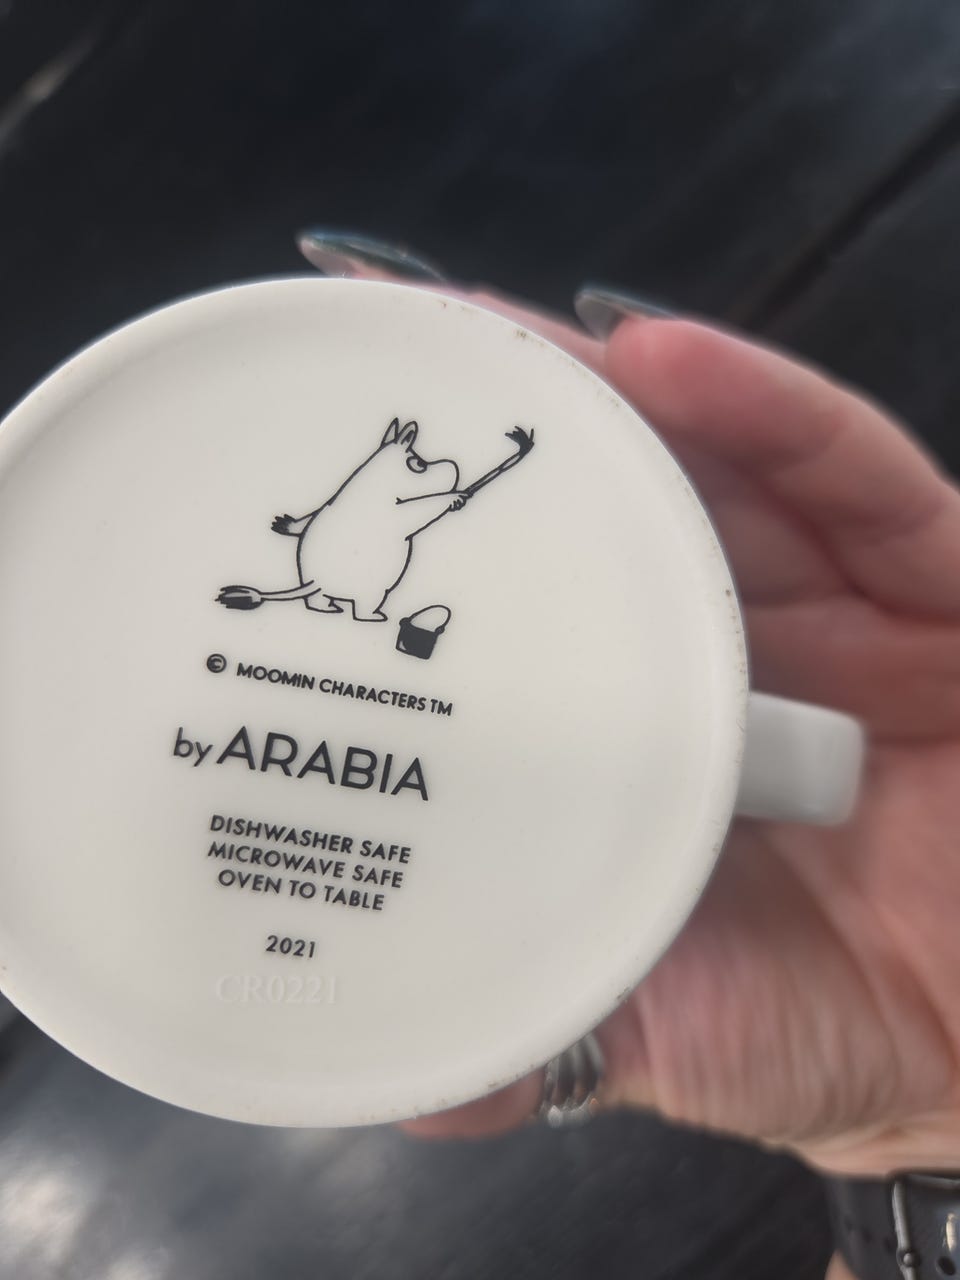 © MOOMIN CHARACTERS TM
by ARABIA
DISHWASHER SAFE
MICROWAVE SAFE
OVEN TO TABLE
2021
CR0221